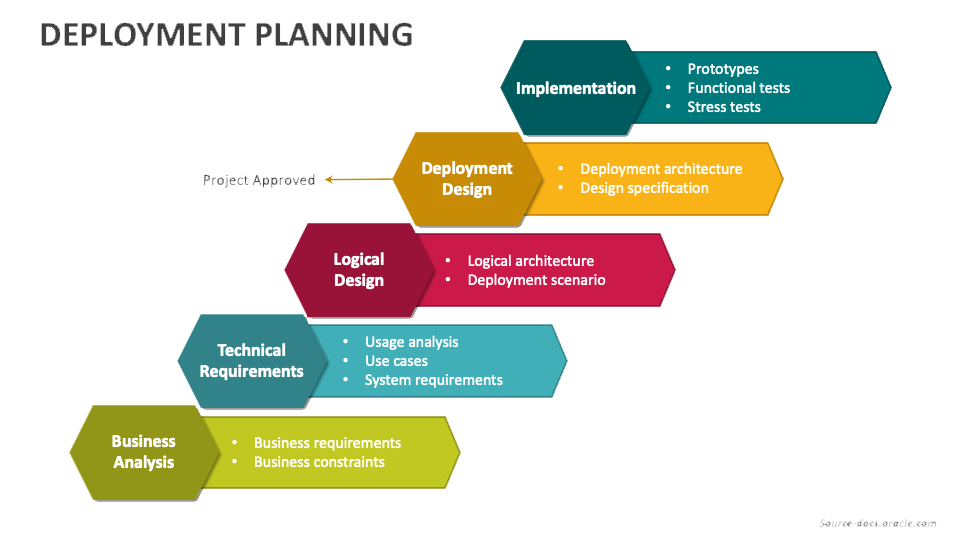 DEPLOYMENT PLANNING
Implementation
• Prototypes
• Functional tests
• Stress tests
Deployment
Design
• Deployment architecture
• Design specification
Project Approved
Logical
Design
• Logical architecture
• Deployment scenario
Technical
Requirements
• Usage analysis
• Use cases
• System requirements
Business
Analysis
• Business requirements
• Business constraints
Source-docs.oracle.com